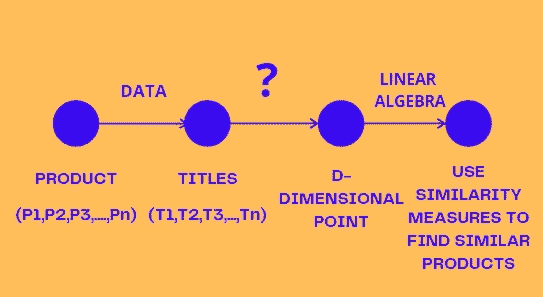 DATA
?
LINEAR
ALGEBRA
PRODUCT
(P1,P2,P3,...,Pn)
TITLES
(T1,T2,T3,...,Tn)
D-
DIMENSIONAL
POINT
USE
SIMILARITY
MEASURES TO
FIND SIMILAR
PRODUCTS